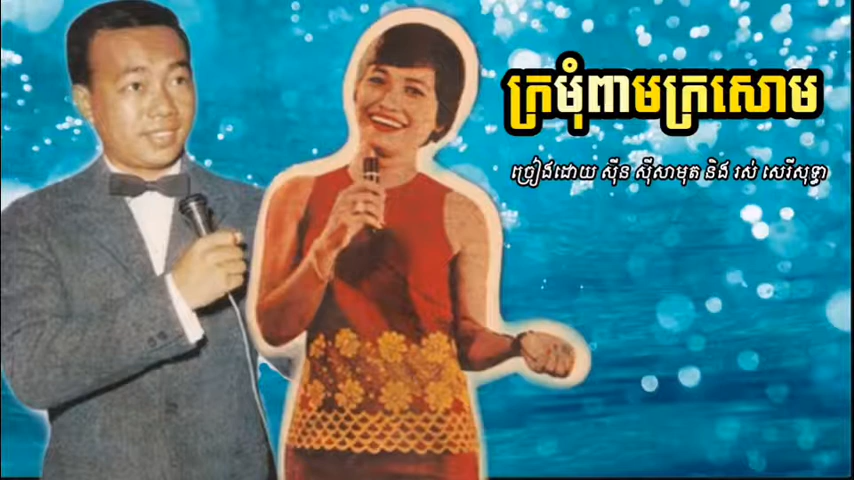 ក្រមុំពាមក្រសោម
ច្រៀងដោយ ស៊ីន ស៊ីសាមុត និង រស់ សេរីសុទ្ធា